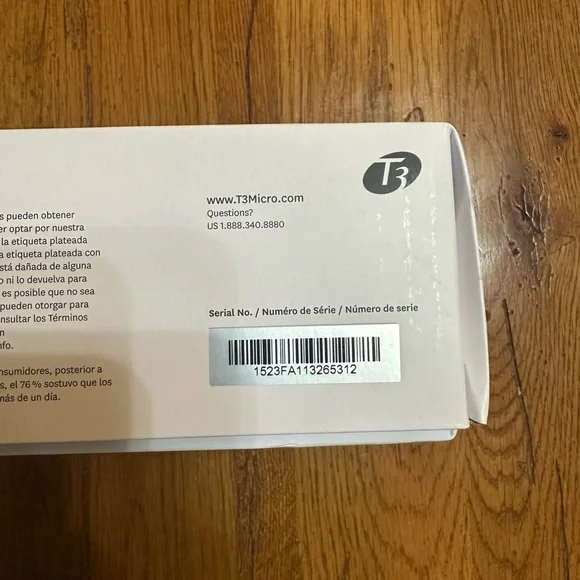 T3
www.T3Micro.com
Questions?
US 1.888.340.8880
s pueden obtener
er optar por nuestra
la etiqueta plateada
a etiqueta plateada con
stá dañada de alguna
o ni lo devuelva para
es posible que no sea
pueden otorgar para
nsultar los Términos
n
nfo.
nsumidores, posterior a
s, el 76 % sostuvo que los
más de un día.
Serial No. / Numéro de Série / Número de serie
1523FA113265312